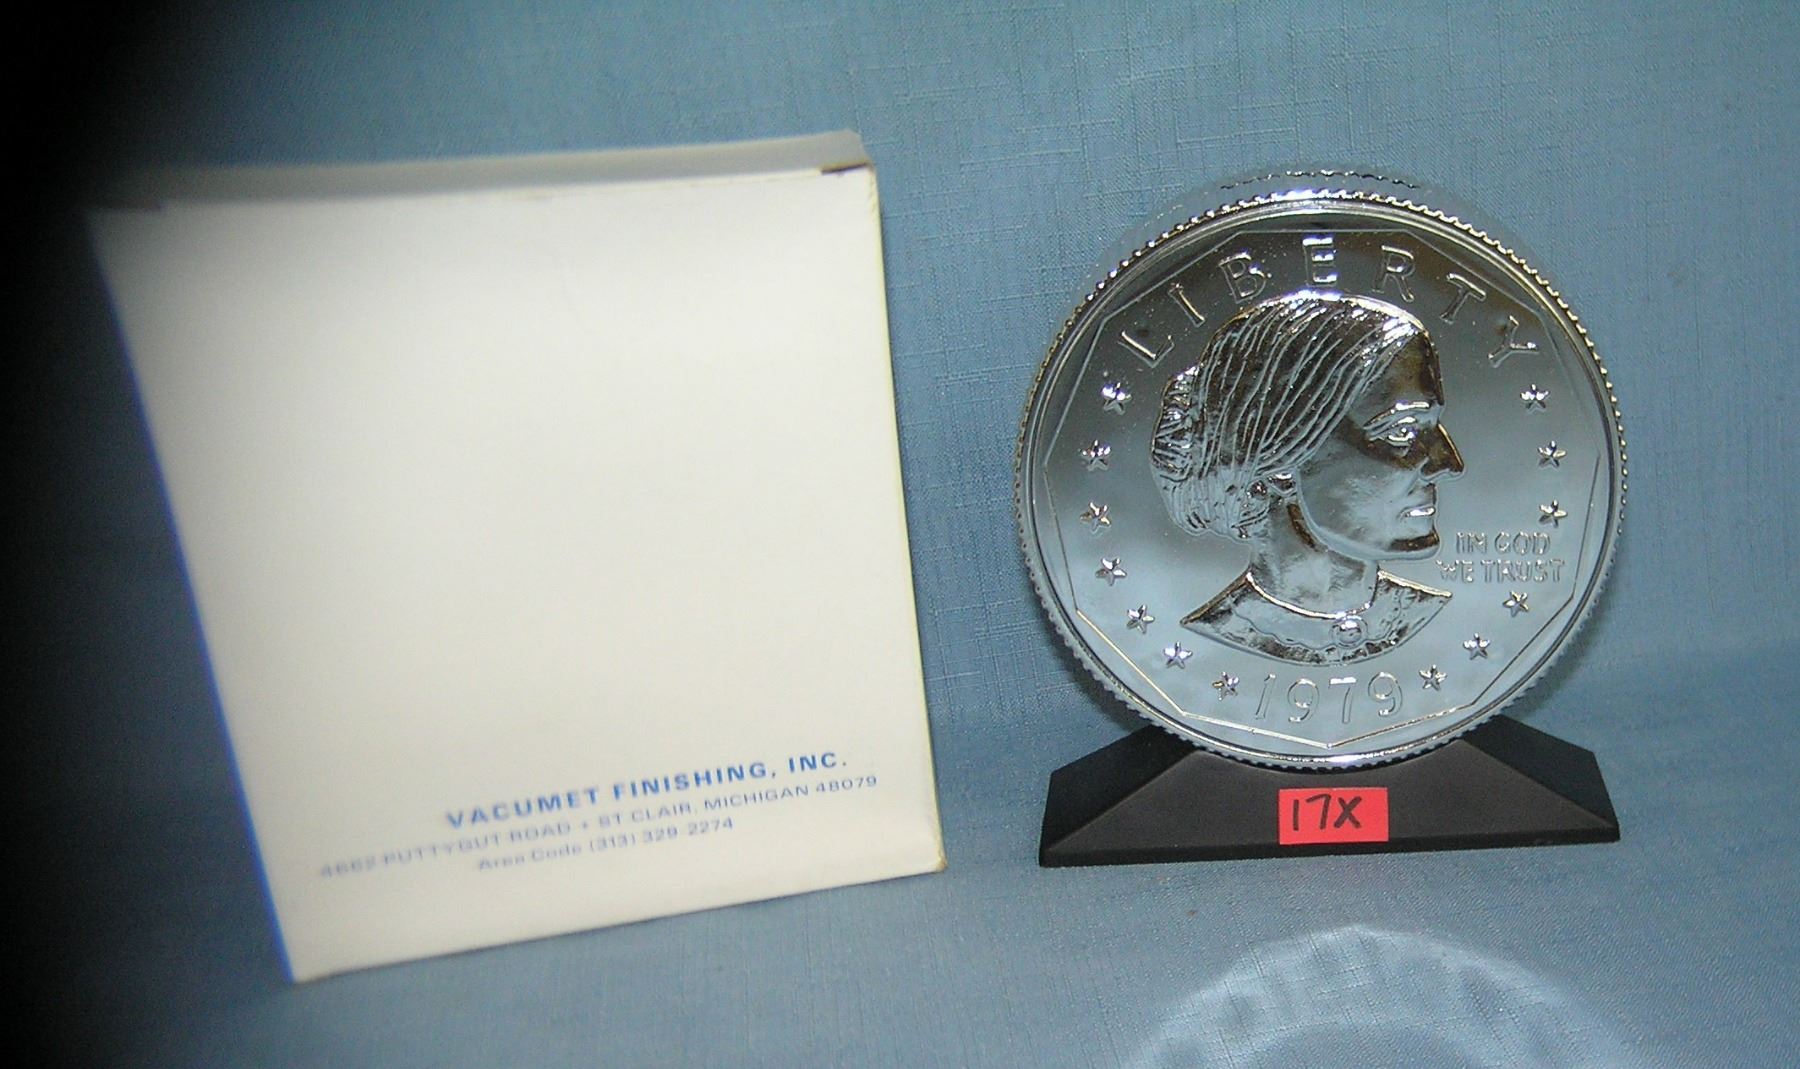 VACUMET FINISHING, INC.
4662 PUTTYGUT ROAD • ST CLAIR, MICHIGAN 48079
Area Code (313) 329-2274
LIBERTY
IN GOD
WE TRUST
1979
17X